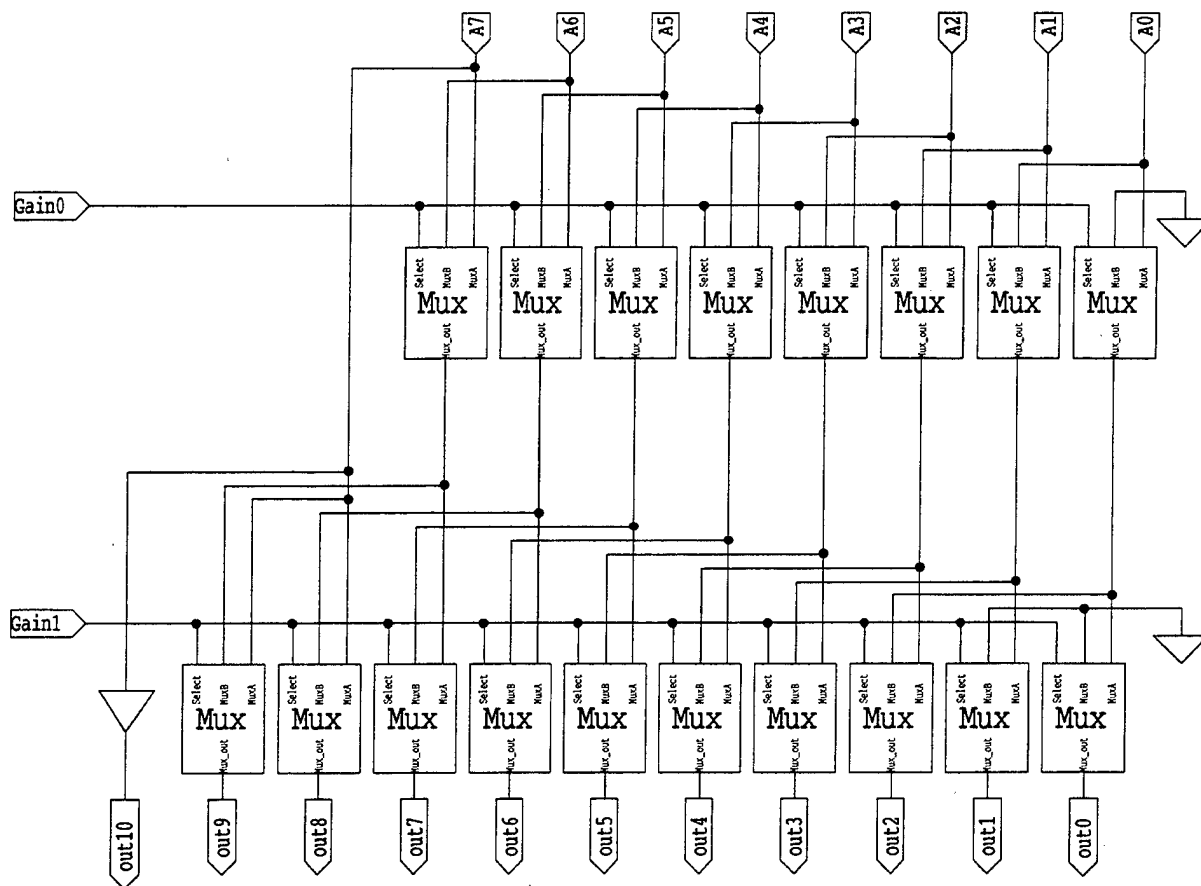 A7 A6 A5 A4 A3 A2 A1 A0
Gain0
Select MuxB MuxA Select MuxB MuxA Select MuxB MuxA Select MuxB MuxA Select MuxB MuxA Select MuxB MuxA Select MuxB MuxA Select MuxB MuxA
Mux Mux Mux Mux Mux Mux Mux Mux
Mux_out Mux_out Mux_out Mux_out Mux_out Mux_out Mux_out Mux_out
Gain1
Select MuxB MuxA Select MuxB MuxA Select MuxB MuxA Select MuxB MuxA Select MuxB MuxA Select MuxB MuxA Select MuxB MuxA Select MuxB MuxA Select MuxB MuxA Select MuxB MuxA
Mux Mux Mux Mux Mux Mux Mux Mux Mux Mux
Mux_out Mux_out Mux_out Mux_out Mux_out Mux_out Mux_out Mux_out Mux_out Mux_out
out10 out9 out8 out7 out6 out5 out4 out3 out2 out1 out0